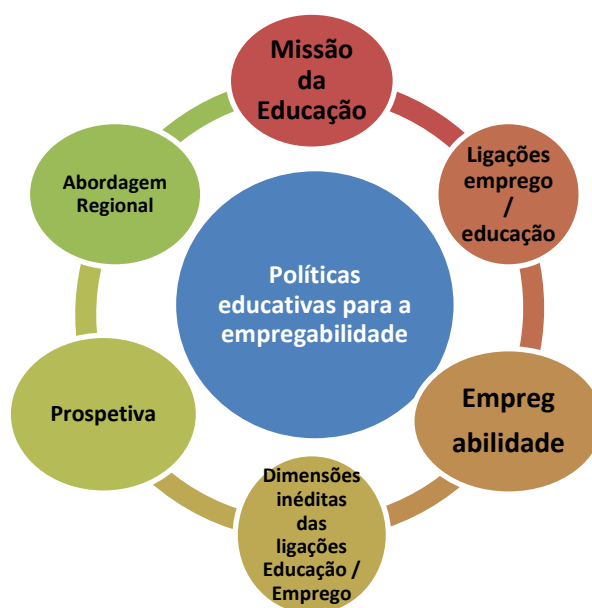 Missão
da
Educação
Ligações
emprego
/
educação
Empreg
abilidade
Dimensões
inéditas
das
ligações
Educação /
Emprego
Prospetiva
Abordagem
Regional
Políticas
educativas para a
empregabilidade